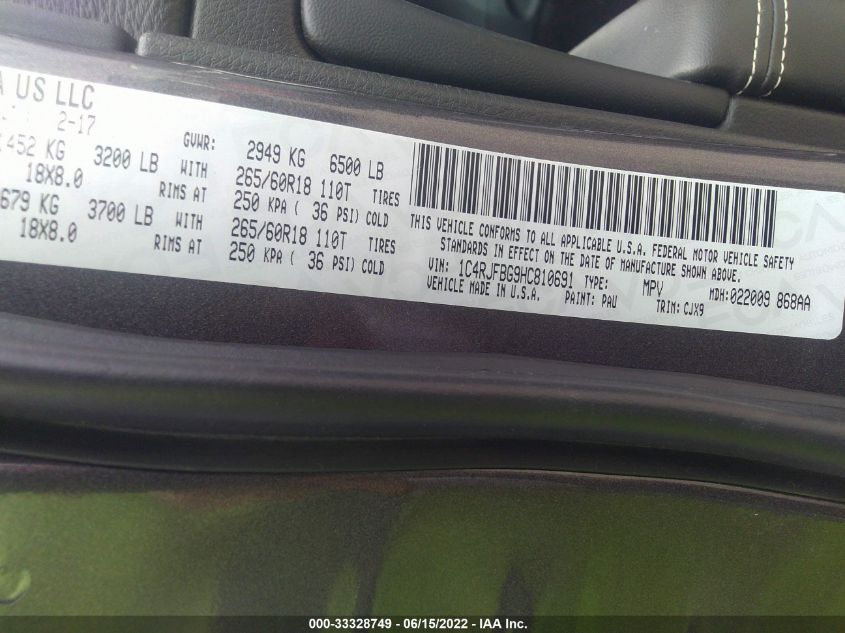 A US LLC
2-17
GVWR: 2949 KG 6500 LB
1452 KG 3200 LB WITH 265/60R18 110T TIRES
18X8.0 RIMS AT 250 KPA ( 36 PSI) COLD
679 KG 3700 LB WITH 265/60R18 110T TIRES
18X8.0 RIMS AT 250 KPA ( 36 PSI) COLD
THIS VEHICLE CONFORMS TO ALL APPLICABLE U.S.A. FEDERAL MOTOR VEHICLE SAFETY
STANDARDS IN EFFECT ON THE DATE OF MANUFACTURE SHOWN ABOVE.
VIN: 1C4RJFBG9HC810691 TYPE: MPV MDH:022009 868AA
VEHICLE MADE IN U.S.A. PAINT: PAU TRIM: CJX9
000-33328749 - 06/15/2022 - IAA Inc.